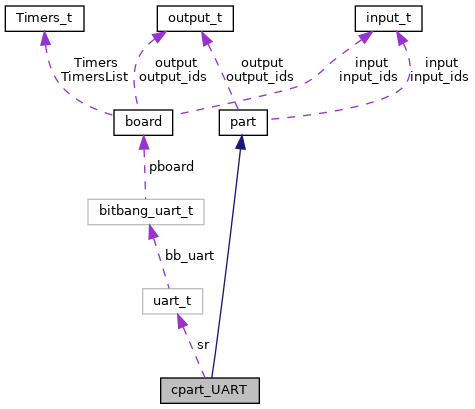 Timers_t
output_t
input_t
Timers
TimersList
output
output_ids
output
output_ids
input
input_ids
input
input_ids
board
part
pboard
bitbang_uart_t
bb_uart
uart_t
sr
cpart_UART